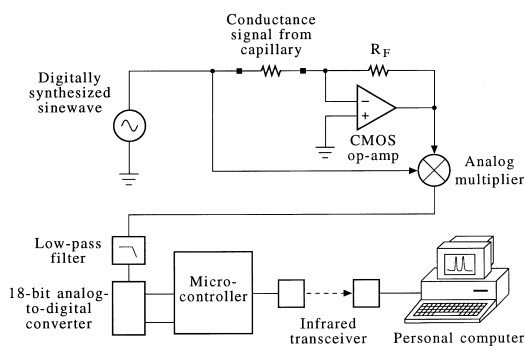 Conductance
signal from
capillary
R_F
Digitally
synthesized
sinewave
−
+
CMOS
op-amp
Analog
multiplier
Low-pass
filter
18-bit analog-
to-digital
converter
Micro-
controller
Infrared
transceiver
Personal computer